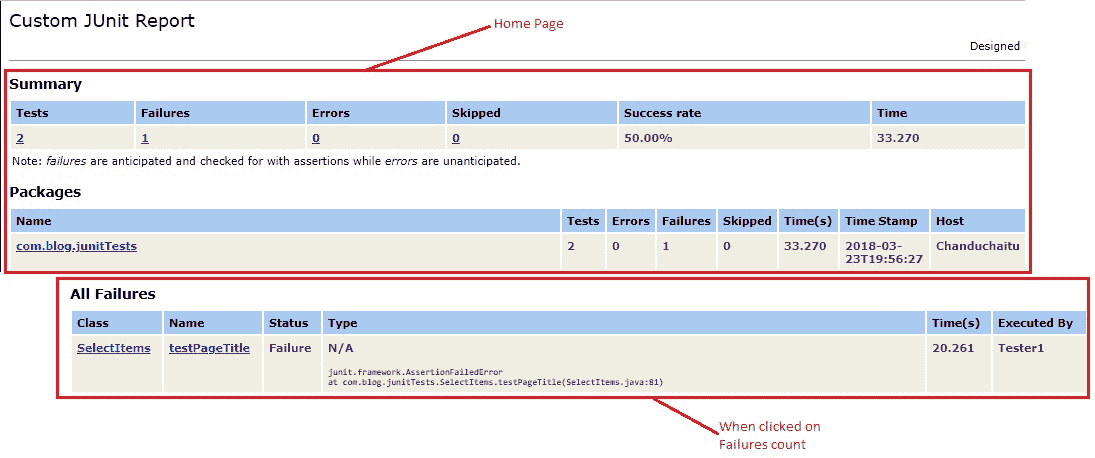 Custom JUnit Report
Home Page
Designed
Summary
Tests Failures Errors Skipped Success rate Time
2 1 0 0 50.00% 33.270
Note: failures are anticipated and checked for with assertions while errors are unanticipated.
Packages
Name Tests Errors Failures Skipped Time(s) Time Stamp Host
com.blog.junitTests 2 0 1 0 33.270 2018-03-23T19:56:27 Chanduchaitu
All Failures
Class Name Status Type Time(s) Executed By
SelectItems testPageTitle Failure N/A 20.261 Tester1
junit.framework.AssertionFailedError
at com.blog.junitTests.SelectItems.testPageTitle(SelectItems.java:81)
When clicked on
Failures count